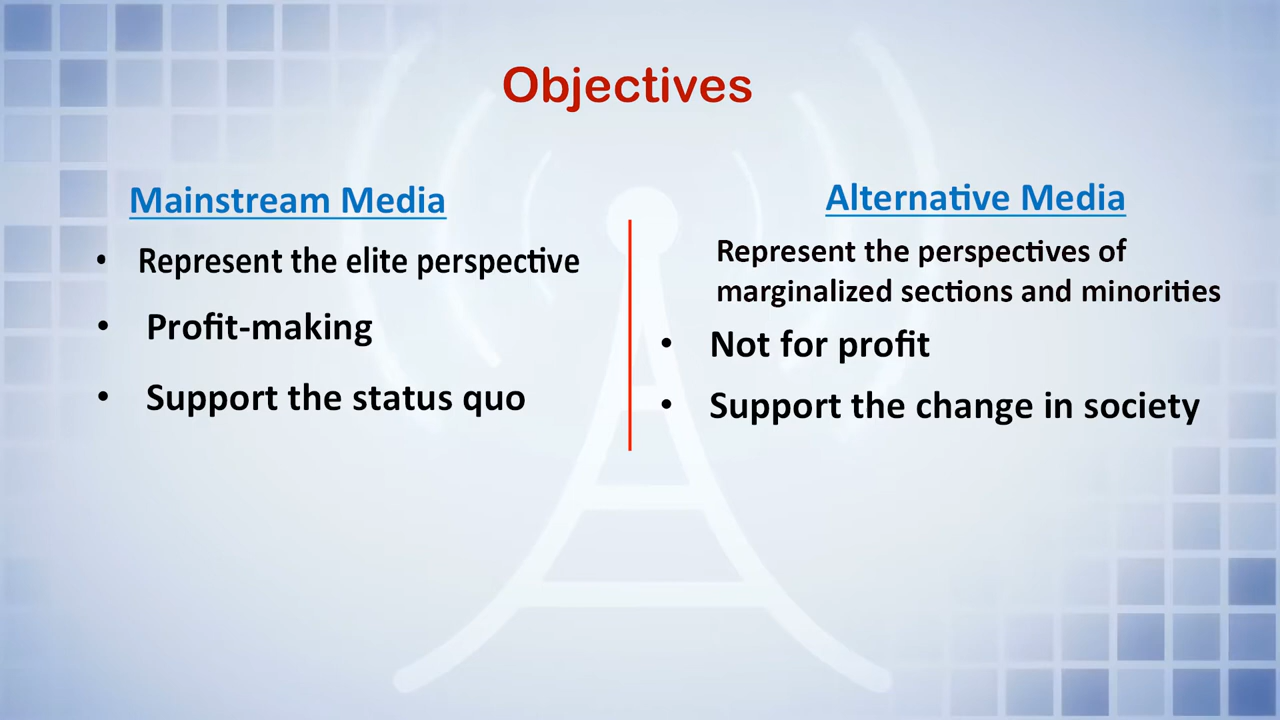 Objectives
Mainstream Media
• Represent the elite perspective
• Profit-making
• Support the status quo
Alternative Media
Represent the perspectives of
marginalized sections and minorities
• Not for profit
• Support the change in society